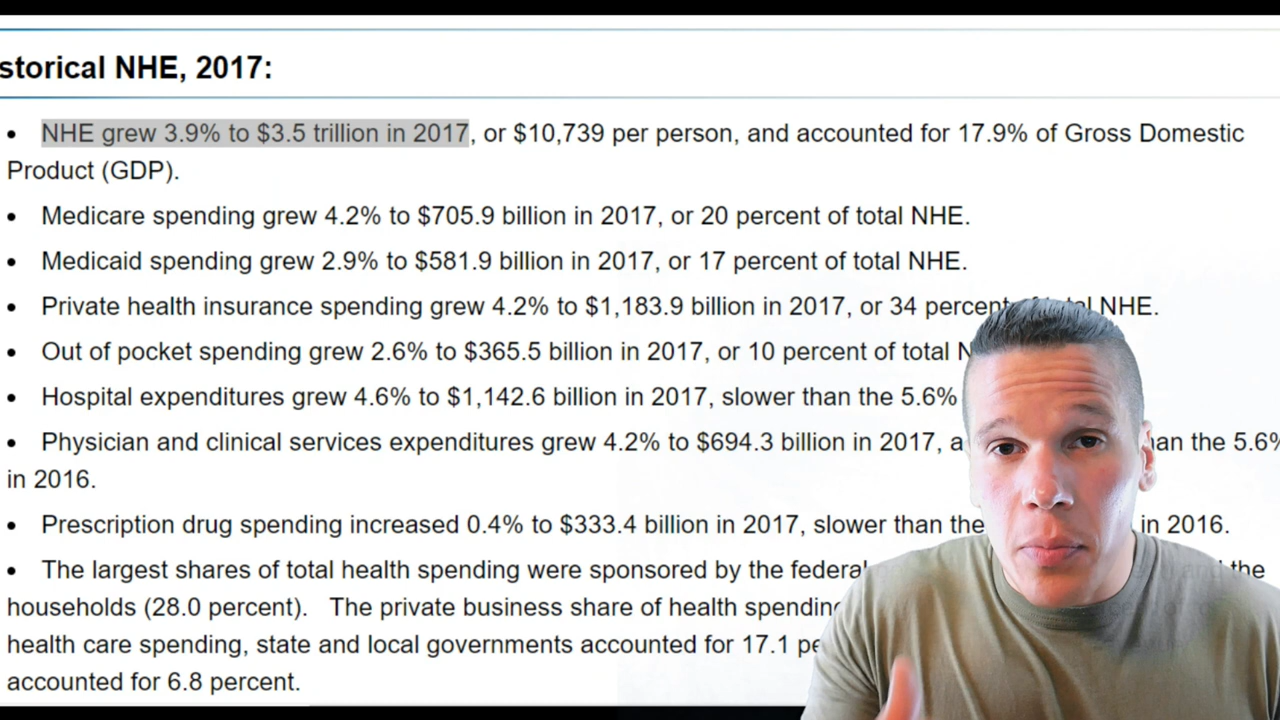 storical NHE, 2017:
• NHE grew 3.9% to $3.5 trillion in 2017, or $10,739 per person, and accounted for 17.9% of Gross Domestic
Product (GDP).
• Medicare spending grew 4.2% to $705.9 billion in 2017, or 20 percent of total NHE.
• Medicaid spending grew 2.9% to $581.9 billion in 2017, or 17 percent of total NHE.
• Private health insurance spending grew 4.2% to $1,183.9 billion in 2017, or 34 percent of total NHE.
• Out of pocket spending grew 2.6% to $365.5 billion in 2017, or 10 percent of total N
• Hospital expenditures grew 4.6% to $1,142.6 billion in 2017, slower than the 5.6%
• Physician and clinical services expenditures grew 4.2% to $694.3 billion in 2017, a an the 5.6%
in 2016.
• Prescription drug spending increased 0.4% to $333.4 billion in 2017, slower than the in 2016.
• The largest shares of total health spending were sponsored by the federal the
households (28.0 percent). The private business share of health spending
health care spending, state and local governments accounted for 17.1 pe
accounted for 6.8 percent.